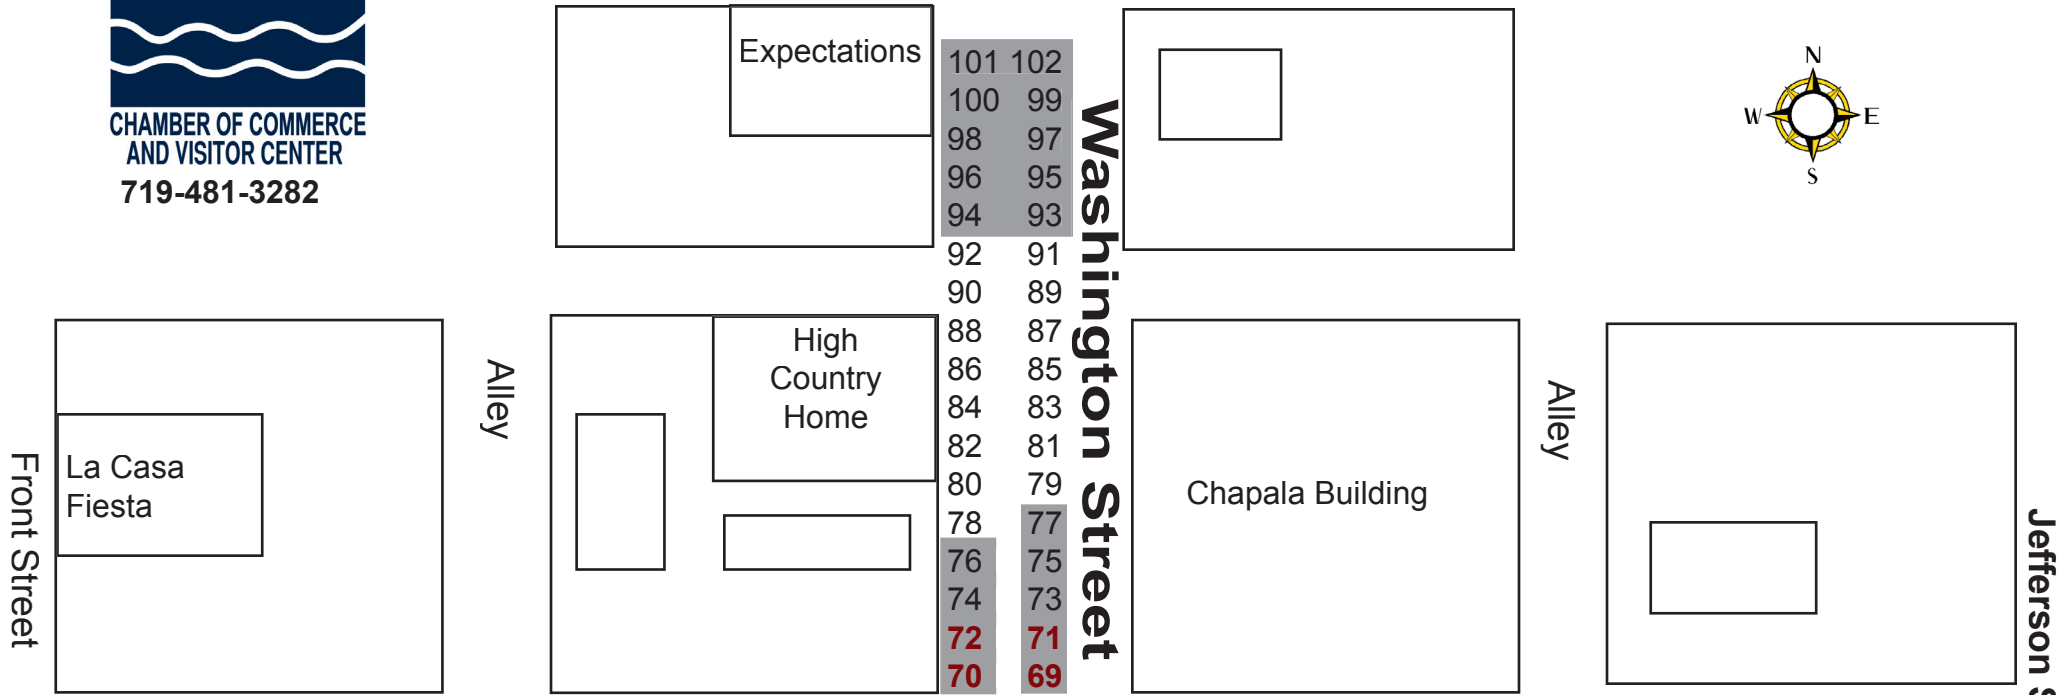 CHAMBER OF COMMERCE
AND VISITOR CENTER
719-481-3282
Expectations
N
W
E
S
101 102
100 99
98 97
96 95
94 93
92 91
90 89
88 87
86 85
84 83
82 81
80 79
78 77
76 75
74 73
72 71
70 69
Washington Street
High
Country
Home
Alley
La Casa
Fiesta
Front Street
Chapala Building
Alley
Jefferson